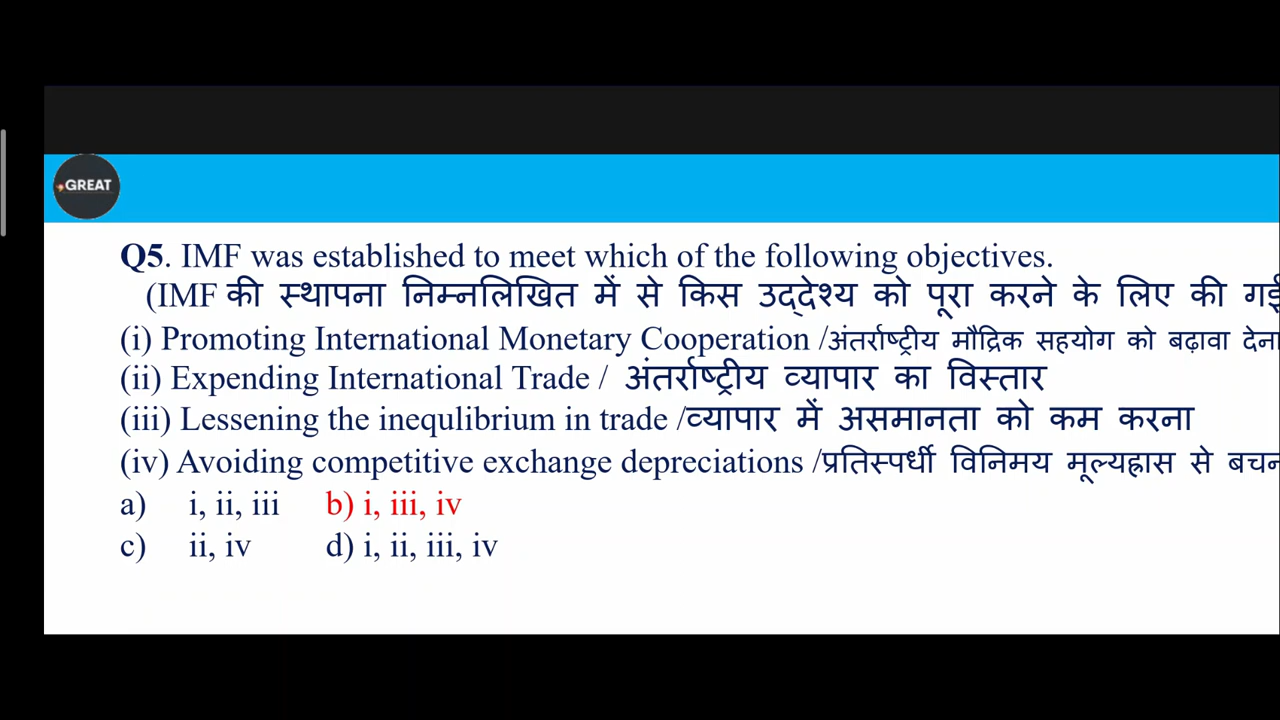 GREAT
Q5. IMF was established to meet which of the following objectives.
(IMF की स्थापना निम्नलिखित में से किस उद्देश्य को पूरा करने के लिए की गई
(i) Promoting International Monetary Cooperation /अंतर्राष्ट्रीय मौद्रिक सहयोग को बढ़ावा देना
(ii) Expending International Trade / अंतर्राष्ट्रीय व्यापार का विस्तार
(iii) Lessening the inequlibrium in trade /व्यापार में असमानता को कम करना
(iv) Avoiding competitive exchange depreciations /प्रतिस्पर्धी विनिमय मूल्यह्रास से
a) i, ii, iii b) i, iii, iv
c) ii, iv d) i, ii, iii, iv